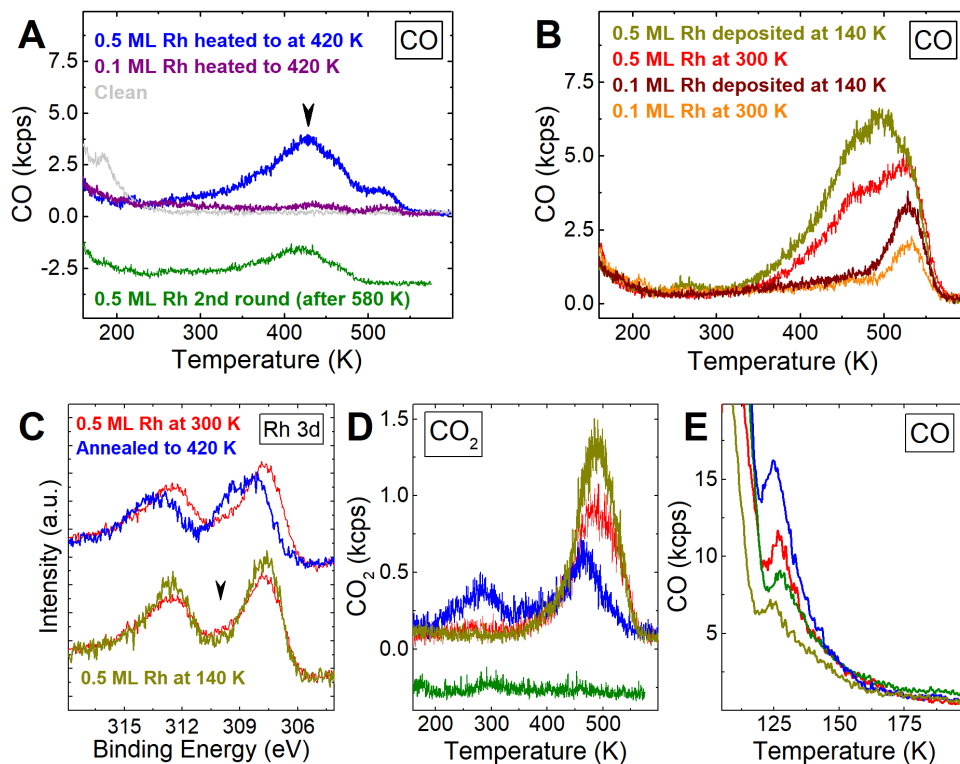 A
0.5 ML Rh heated to at 420 K
0.1 ML Rh heated to 420 K
Clean
CO
7.5
5.0
2.5
0.0
-2.5
CO (kcps)
0.5 ML Rh 2nd round (after 580 K)
200
300
400
500
Temperature (K)
B
0.5 ML Rh deposited at 140 K
0.5 ML Rh at 300 K
0.1 ML Rh deposited at 140 K
0.1 ML Rh at 300 K
CO
7.5
5.0
2.5
0.0
CO (kcps)
200
300
400
500
Temperature (K)
C
0.5 ML Rh at 300 K
Annealed to 420 K
Rh 3d
Intensity (a.u.)
0.5 ML Rh at 140 K
315
312
309
306
Binding Energy (eV)
D
CO2
1.5
1.0
0.5
0.0
CO2 (kcps)
200
300
400
500
Temperature (K)
E
CO
15
10
5
CO (kcps)
125
150
175
Temperature (K)